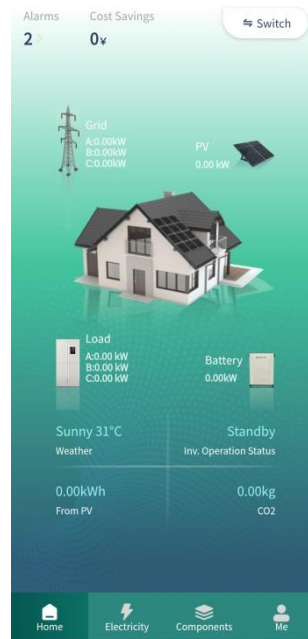 Alarms
Cost Savings
⇋ Switch
2 >
0¥
Grid
A:0.00kW
B:0.00kW
C:0.00kW
PV
0.00 kW
Load
A:0.00 kW
B:0.00 kW
C:0.00 kW
Battery
0.00kW
Sunny 31°C
Weather
Standby
Inv. Operation Status
0.00kWh
From PV
0.00kg
CO2
Home
Electricity
Components
Me